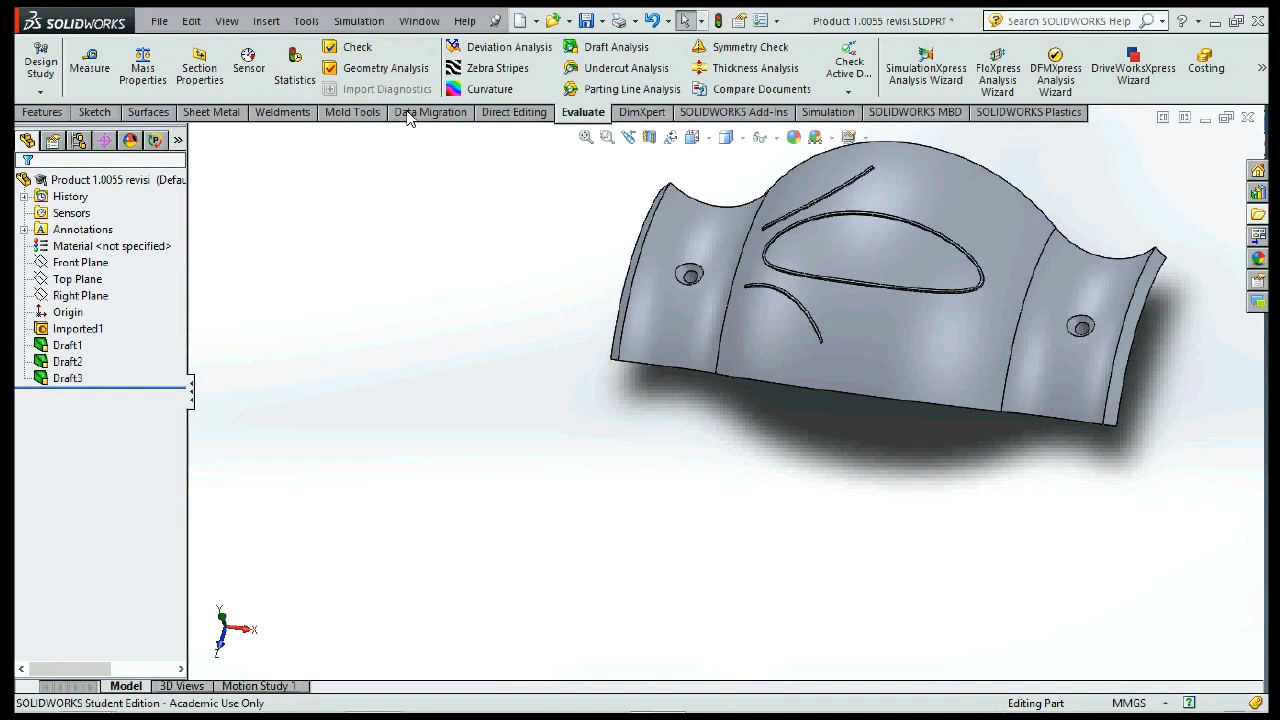 SOLIDWORKS File Edit View Insert Tools Simulation Window Help Product 1.0055 revisi.SLDPRT * Search SOLIDWORKS Help
Design Study Measure Mass Properties Section Properties Sensor Statistics
Check
Geometry Analysis
Import Diagnostics
Deviation Analysis
Zebra Stripes
Curvature
Draft Analysis
Undercut Analysis
Parting Line Analysis
Symmetry Check
Thickness Analysis
Compare Documents
Check Active D...
SimulationXpress Analysis Wizard
FloXpress Analysis Wizard
DFMXpress Analysis Wizard
DriveWorksXpress Wizard
Costing
Features Sketch Surfaces Sheet Metal Weldments Mold Tools Data Migration Direct Editing Evaluate DimXpert SOLIDWORKS Add-Ins Simulation SOLIDWORKS MBD SOLIDWORKS Plastics
Product 1.0055 revisi (Defau
History
Sensors
Annotations
Material <not specified>
Front Plane
Top Plane
Right Plane
Origin
Imported1
Draft1
Draft2
Draft3
Y
X
Z
Model 3D Views Motion Study 1
SOLIDWORKS Student Edition - Academic Use Only Editing Part MMGS